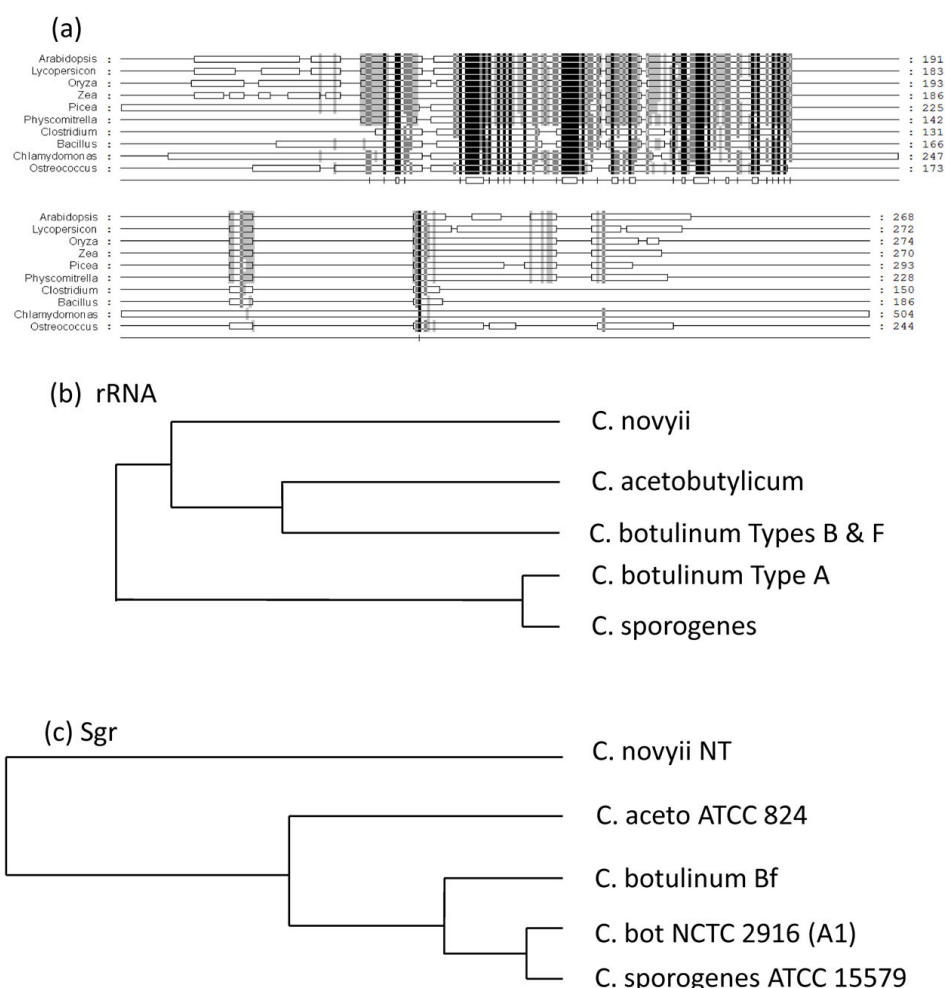 (a)
Arabidopsis : : 191
Lycopersicon : : 183
Oryza : : 193
Zea : : 186
Picea : : 225
Physcomitrella : : 142
Clostridium : : 131
Bacillus : : 166
Chlamydomonas : : 247
Ostreococcus : : 173
Arabidopsis : : 268
Lycopersicon : : 272
Oryza : : 274
Zea : : 270
Picea : : 293
Physcomitrella : : 228
Clostridium : : 150
Bacillus : : 186
Chlamydomonas : : 504
Ostreococcus : : 244
(b) rRNA
C. novyii
C. acetobutylicum
C. botulinum Types B & F
C. botulinum Type A
C. sporogenes
(c) Sgr
C. novyii NT
C. aceto ATCC 824
C. botulinum Bf
C. bot NCTC 2916 (A1)
C. sporogenes ATCC 15579